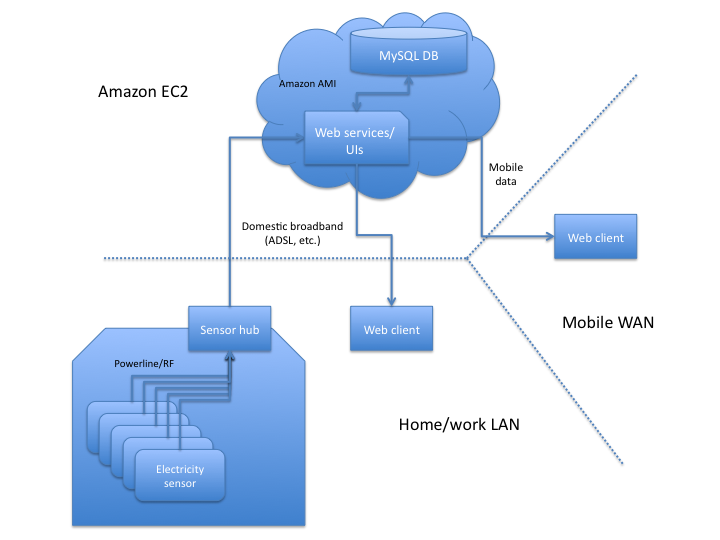 MySQL DB
Amazon AMI
Amazon EC2
Web services/
UIs
Mobile
data
Domestic broadband
(ADSL, etc.)
Web client
Sensor hub
Web client
Mobile WAN
Powerline/RF
Home/work LAN
Electricity
sensor